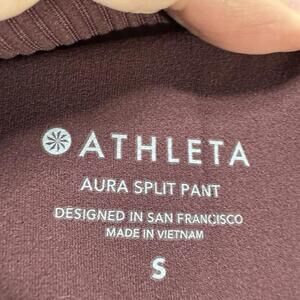 ATHLETA
AURA SPLIT PANT
DESIGNED IN SAN FRANCISCO
MADE IN VIETNAM
S